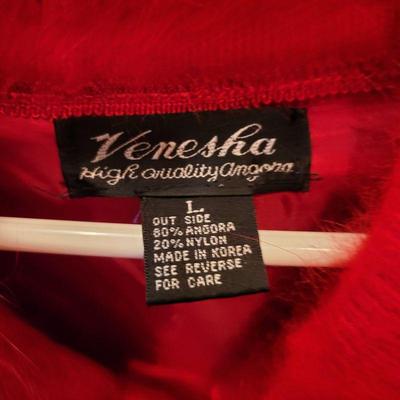 Venesha
High Quality Angora
L
OUT SIDE
80% ANGORA
20% NYLON
MADE IN KOREA
SEE REVERSE
FOR CARE